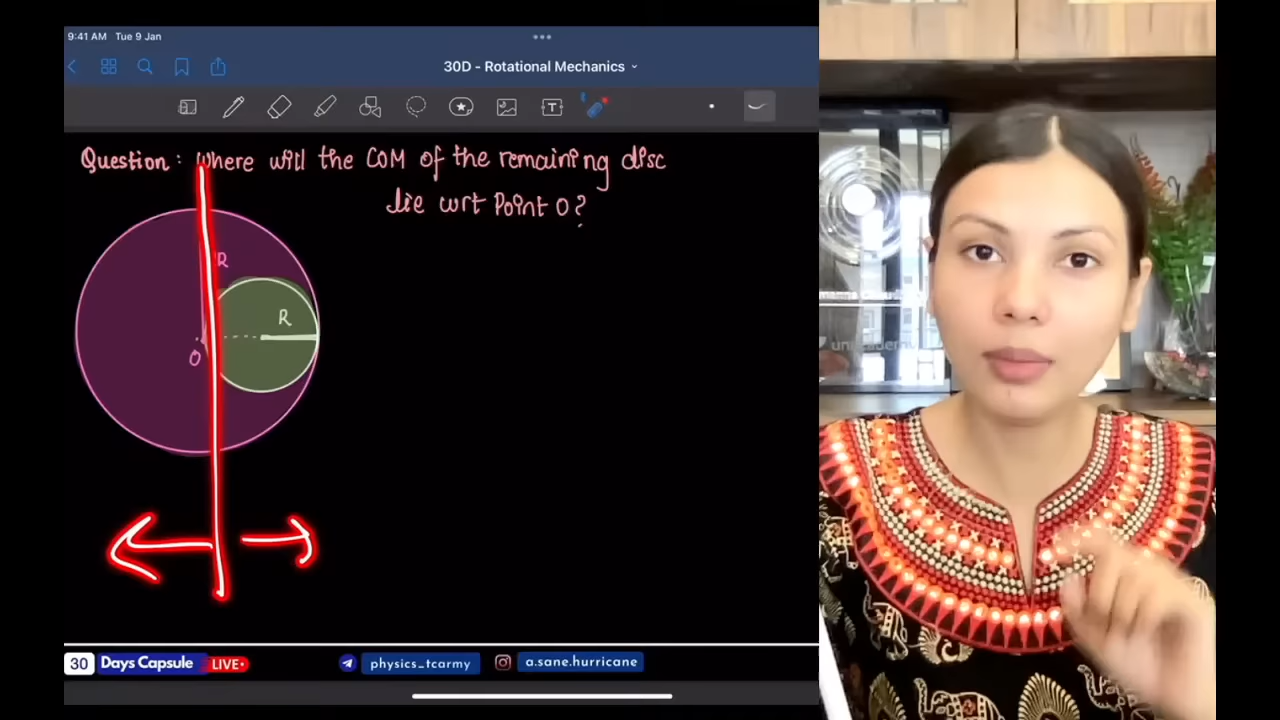 9:41 AM Tue 9 Jan
30D - Rotational Mechanics
Question: Where will the COM of the remaining disc
lie wrt Point O?
R
R
O
30 Days Capsule LIVE
physics_tcarmy
a.sane.hurricane